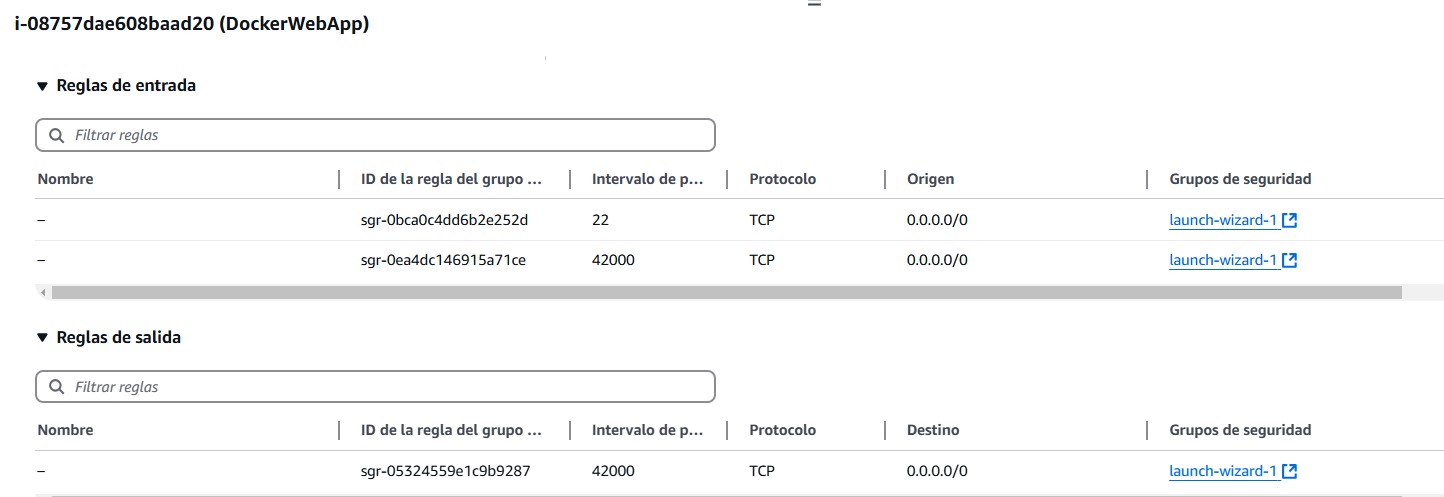 i-08757dae608baad20 (DockerWebApp)
Reglas de entrada
Filtrar reglas
Nombre ID de la regla del grupo ... Intervalo de p... Protocolo Origen Grupos de seguridad
– sgr-0bca0c4dd6b2e252d 22 TCP 0.0.0.0/0 launch-wizard-1
– sgr-0ea4dc146915a71ce 42000 TCP 0.0.0.0/0 launch-wizard-1
Reglas de salida
Filtrar reglas
Nombre ID de la regla del grupo ... Intervalo de p... Protocolo Destino Grupos de seguridad
– sgr-05324559e1c9b9287 42000 TCP 0.0.0.0/0 launch-wizard-1